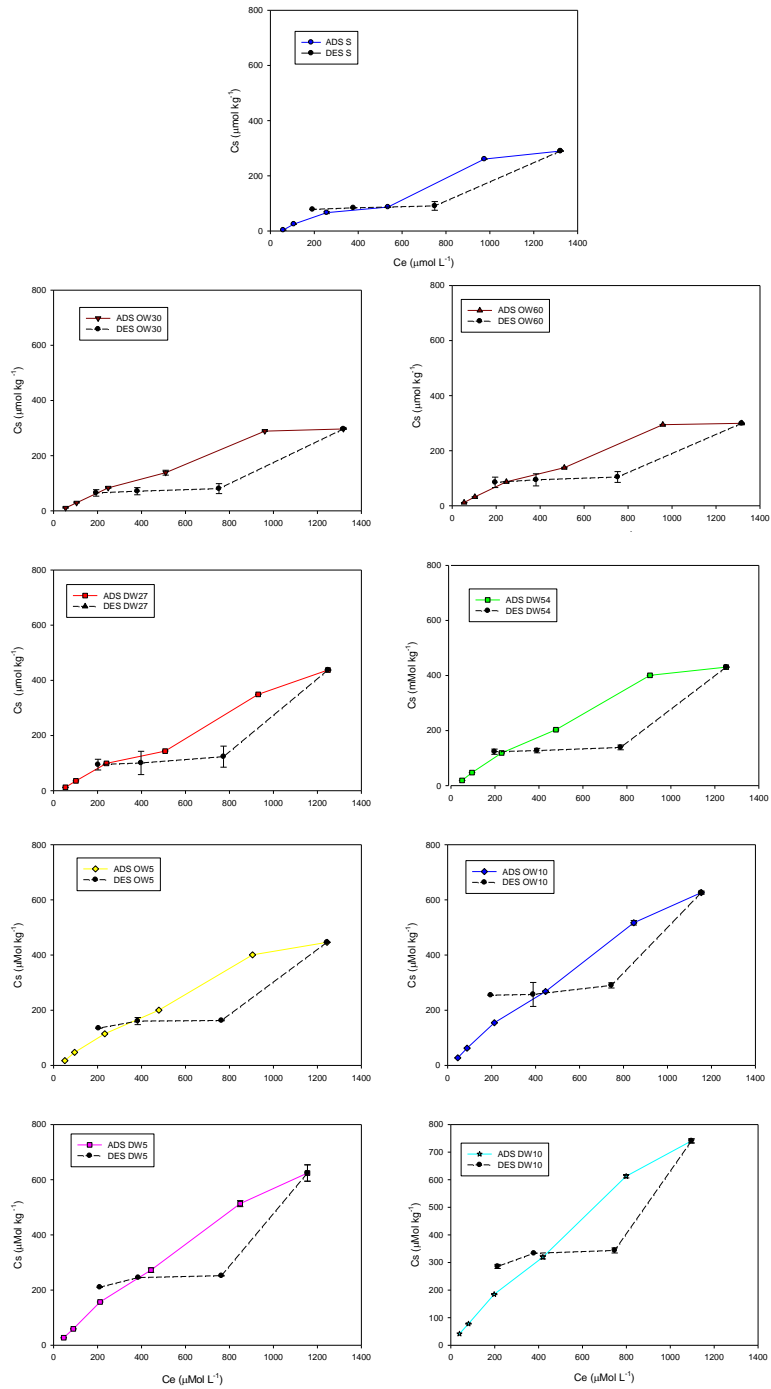 800
600
400
200
0
Cs (μmol kg⁻¹)
ADS S
DES S
0 200 400 600 800 1000 1200 1400
Ce (μmol L⁻¹)
800
600
400
200
0
Cs (μmol kg⁻¹)
ADS OW30
DES OW30
0 200 400 600 800 1000 1200 1400
800
600
400
200
0
Cs (μmol kg⁻¹)
ADS OW60
DES OW60
0 200 400 600 800 1000 1200 1400
800
600
400
200
0
Cs (μmol kg⁻¹)
ADS DW27
DES DW27
0 200 400 600 800 1000 1200 1400
800
600
400
200
0
Cs (mMol kg⁻¹)
ADS DW54
DES DW54
0 200 400 600 800 1000 1200 1400
800
600
400
200
0
Cs (μMol kg⁻¹)
ADS OW5
DES OW5
0 200 400 600 800 1000 1200 1400
800
600
400
200
0
Cs (μMol kg⁻¹)
ADS OW10
DES OW10
0 200 400 600 800 1000 1200 1400
800
600
400
200
0
Cs (μMol kg⁻¹)
ADS DW5
DES DW5
0 200 400 600 800 1000 1200 1400
Ce (μMol L⁻¹)
800
700
600
500
400
300
200
100
0
Cs (μMol kg⁻¹)
ADS DW10
DES DW10
0 200 400 600 800 1000 1200 1400
Ce (μMol L⁻¹)